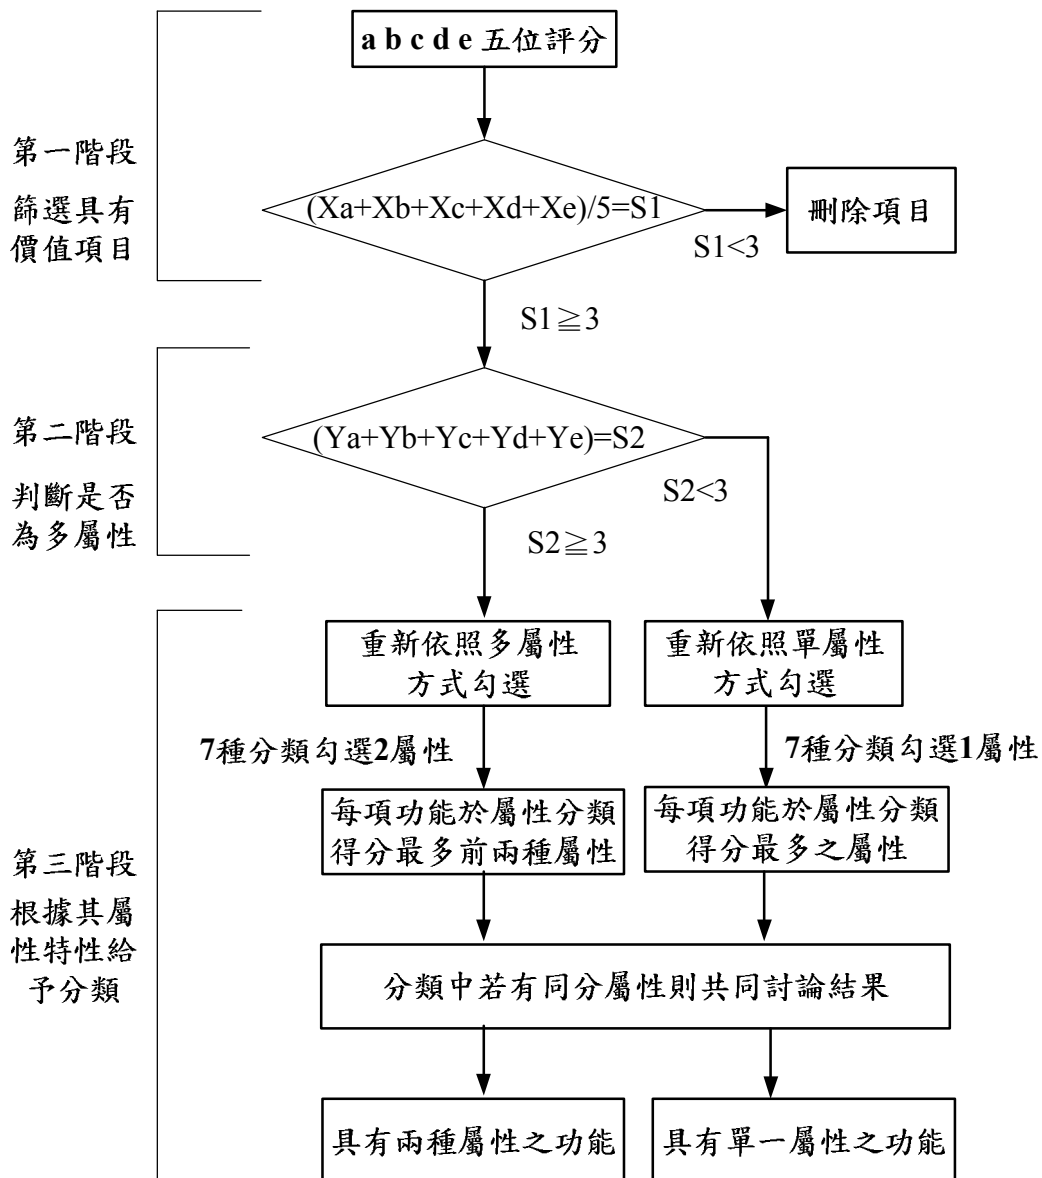 a b c d e 五位評分
第一階段
篩選具有
價值項目
(Xa+Xb+Xc+Xd+Xe)/5=S1
刪除項目
S1<3
S1≧3
第二階段
判斷是否
為多屬性
(Ya+Yb+Yc+Yd+Ye)=S2
S2<3
S2≧3
重新依照多屬性
方式勾選
重新依照單屬性
方式勾選
7種分類勾選2屬性
7種分類勾選1屬性
每項功能於屬性分類
得分最多前兩種屬性
每項功能於屬性分類
得分最多之屬性
第三階段
根據其屬
性特性給
予分類
分類中若有同分屬性則共同討論結果
具有兩種屬性之功能
具有單一屬性之功能